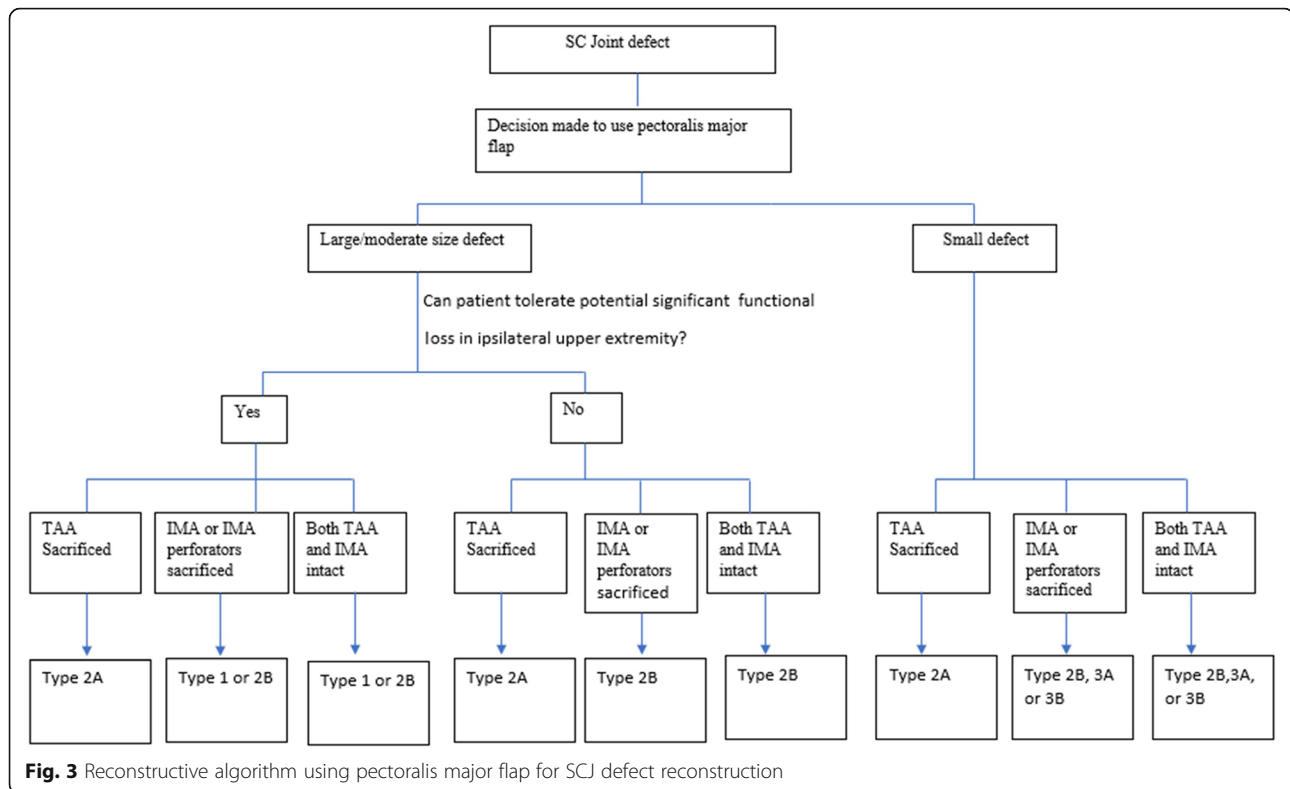 SC Joint defect
Decision made to use pectoralis major
flap
Large/moderate size defect
Small defect
Can patient tolerate potential significant functional
loss in ipsilateral upper extremity?
Yes
No
TAA
Sacrificed
IMA or IMA
perforators
sacrificed
Both TAA
and IMA
intact
TAA
Sacrificed
IMA or
IMA
perforators
sacrificed
Both TAA
and IMA
intact
TAA
Sacrificed
IMA or
IMA
perforators
sacrificed
Both TAA
and IMA
intact
Type 2A
Type 1 or 2B
Type 1 or 2B
Type 2A
Type 2B
Type 2B
Type 2A
Type 2B, 3A
or 3B
Type 2B,3A,
or 3B
Fig. 3 Reconstructive algorithm using pectoralis major flap for SCJ defect reconstruction